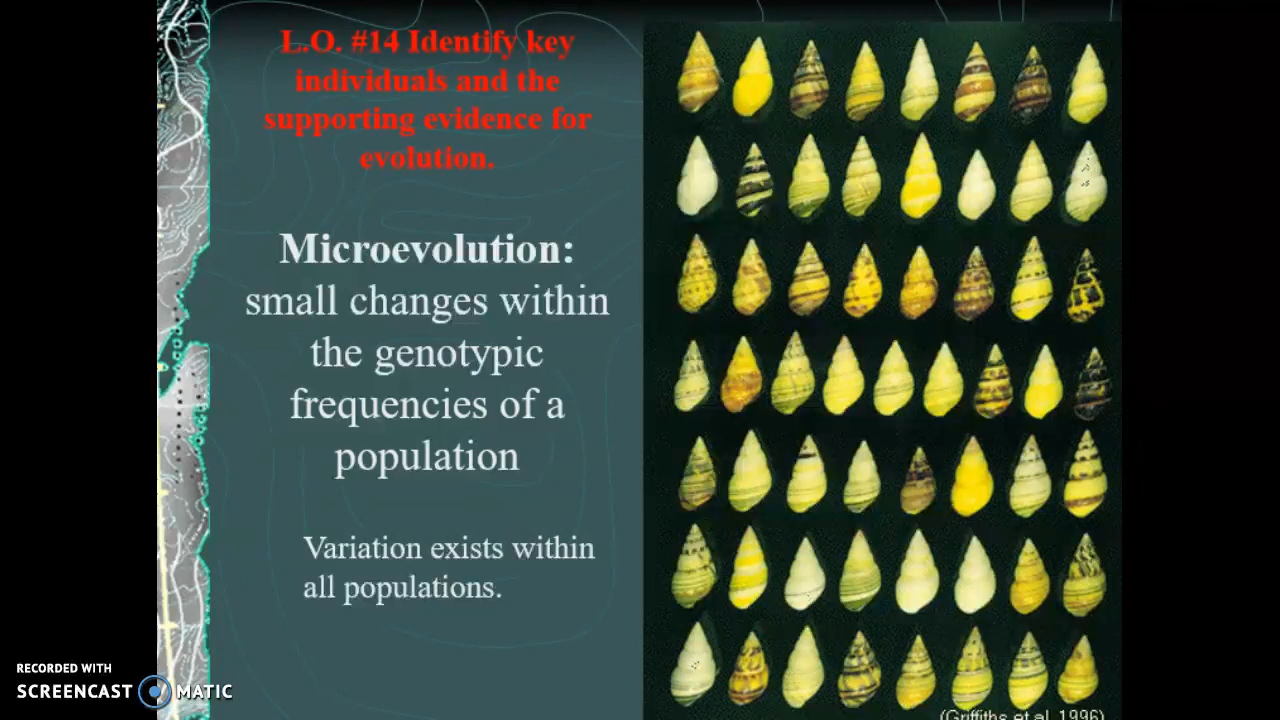 L.O. #14 Identify key
individuals and the
supporting evidence for
evolution.
Microevolution:
small changes within
the genotypic
frequencies of a
population
Variation exists within
all populations.
(Griffiths et al. 1996)
RECORDED WITH
SCREENCAST MATIC